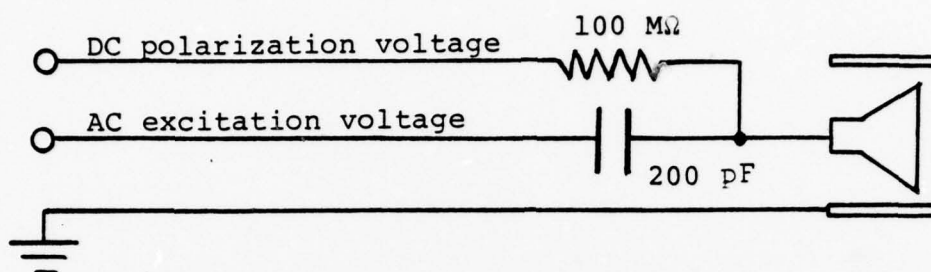 100 MΩ
DC polarization voltage
AC excitation voltage
200 pF